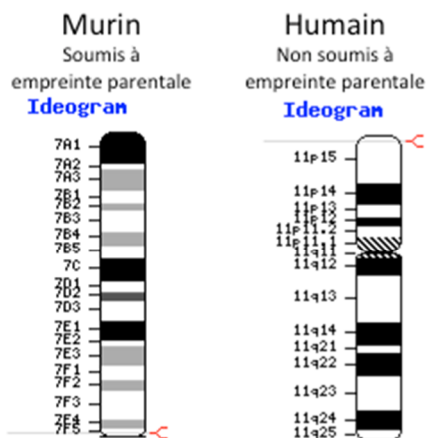 Murin
Soumis à
empreinte parentale
Ideogram
7A1
7A2
7A3
7B1
7B2
7B3
7B4
7B5
7C
7D1
7D2
7D3
7E1
7E2
7E3
7F1
7F2
7F3
7F4
7F5
Humain
Non soumis à
empreinte parentale
Ideogram
11p15
11p14
11p13
11p12
11p11.2
11p11.1
11q11
11q12
11q13
11q14
11q21
11q22
11q23
11q24
11q25